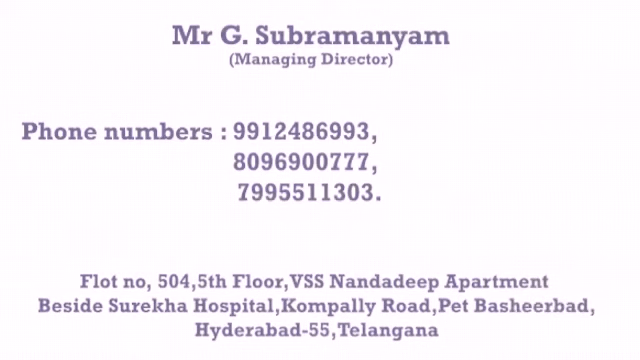 Mr G. Subramanyam
(Managing Director)
Phone numbers : 9912486993,
8096900777,
7995511303.
Flot no, 504,5th Floor,VSS Nandadeep Apartment
Beside Surekha Hospital,Kompally Road,Pet Basheerbad,
Hyderabad-55,Telangana